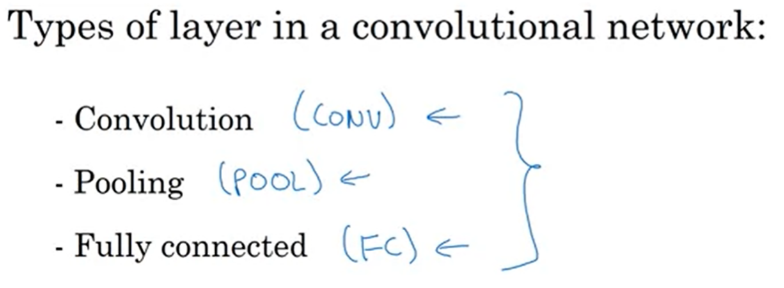 Types of layer in a convolutional network:
- Convolution (CONV) ←
- Pooling (POOL) ←
- Fully connected (FC) ←